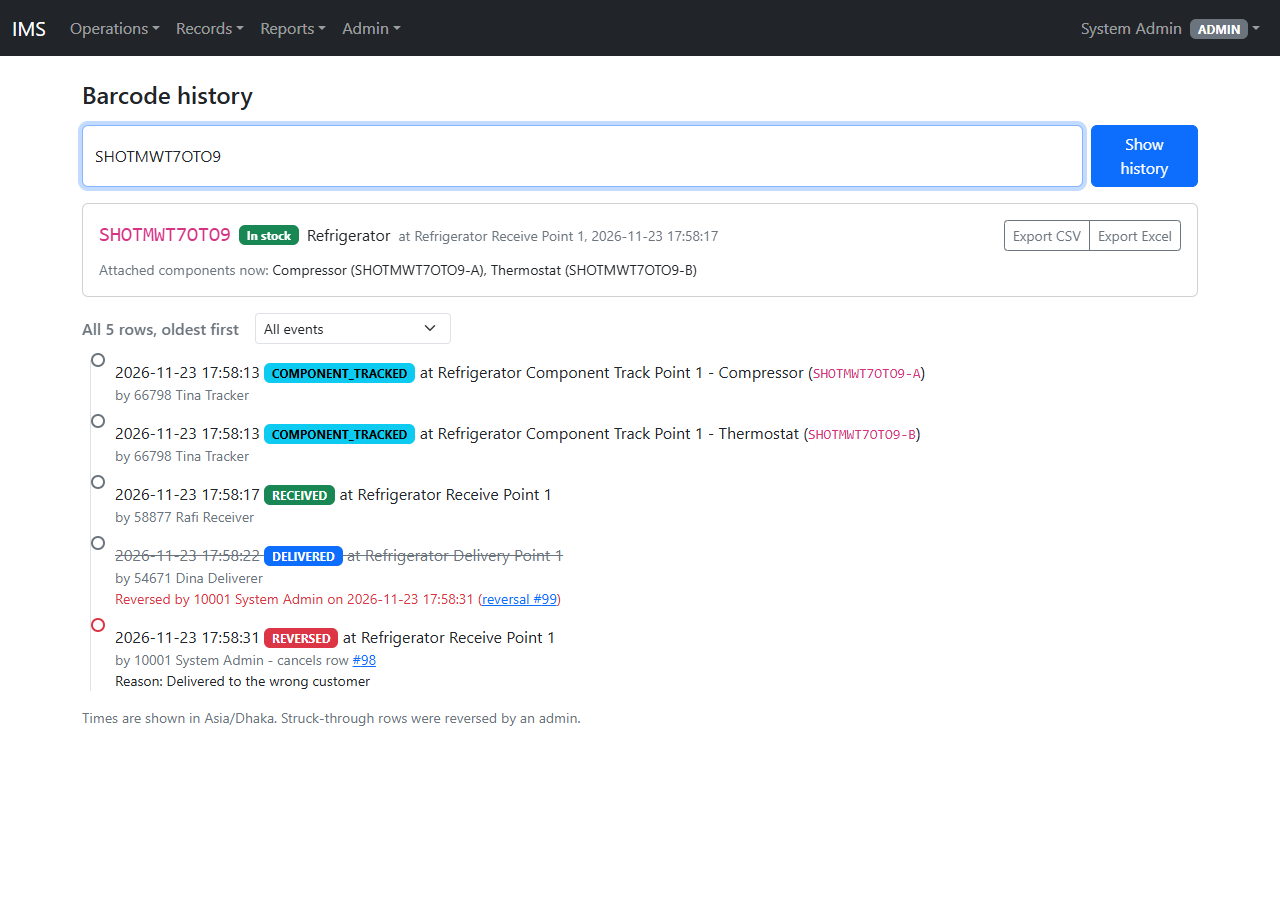 IMS Operations Records Reports Admin System Admin ADMIN
Barcode history
SHOTMWT7OTO9
Show
history
SHOTMWT7OTO9 In stock Refrigerator at Refrigerator Receive Point 1, 2026-11-23 17:58:17 Export CSV Export Excel
Attached components now: Compressor (SHOTMWT7OTO9-A), Thermostat (SHOTMWT7OTO9-B)
All 5 rows, oldest first All events
2026-11-23 17:58:13 COMPONENT_TRACKED at Refrigerator Component Track Point 1 - Compressor (SHOTMWT7OTO9-A)
by 66798 Tina Tracker
2026-11-23 17:58:13 COMPONENT_TRACKED at Refrigerator Component Track Point 1 - Thermostat (SHOTMWT7OTO9-B)
by 66798 Tina Tracker
2026-11-23 17:58:17 RECEIVED at Refrigerator Receive Point 1
by 58877 Rafi Receiver
2026-11-23 17:58:22 DELIVERED at Refrigerator Delivery Point 1
by 54671 Dina Deliverer
Reversed by 10001 System Admin on 2026-11-23 17:58:31 (reversal #99)
2026-11-23 17:58:31 REVERSED at Refrigerator Receive Point 1
by 10001 System Admin - cancels row #98
Reason: Delivered to the wrong customer
Times are shown in Asia/Dhaka. Struck-through rows were reversed by an admin.